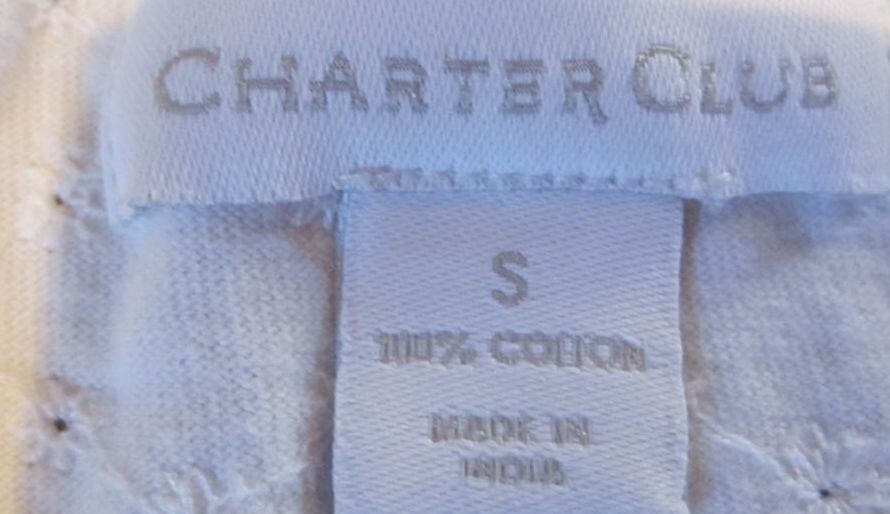 CHARTER CLUB
S
100% COTTON
MADE IN
INDIA